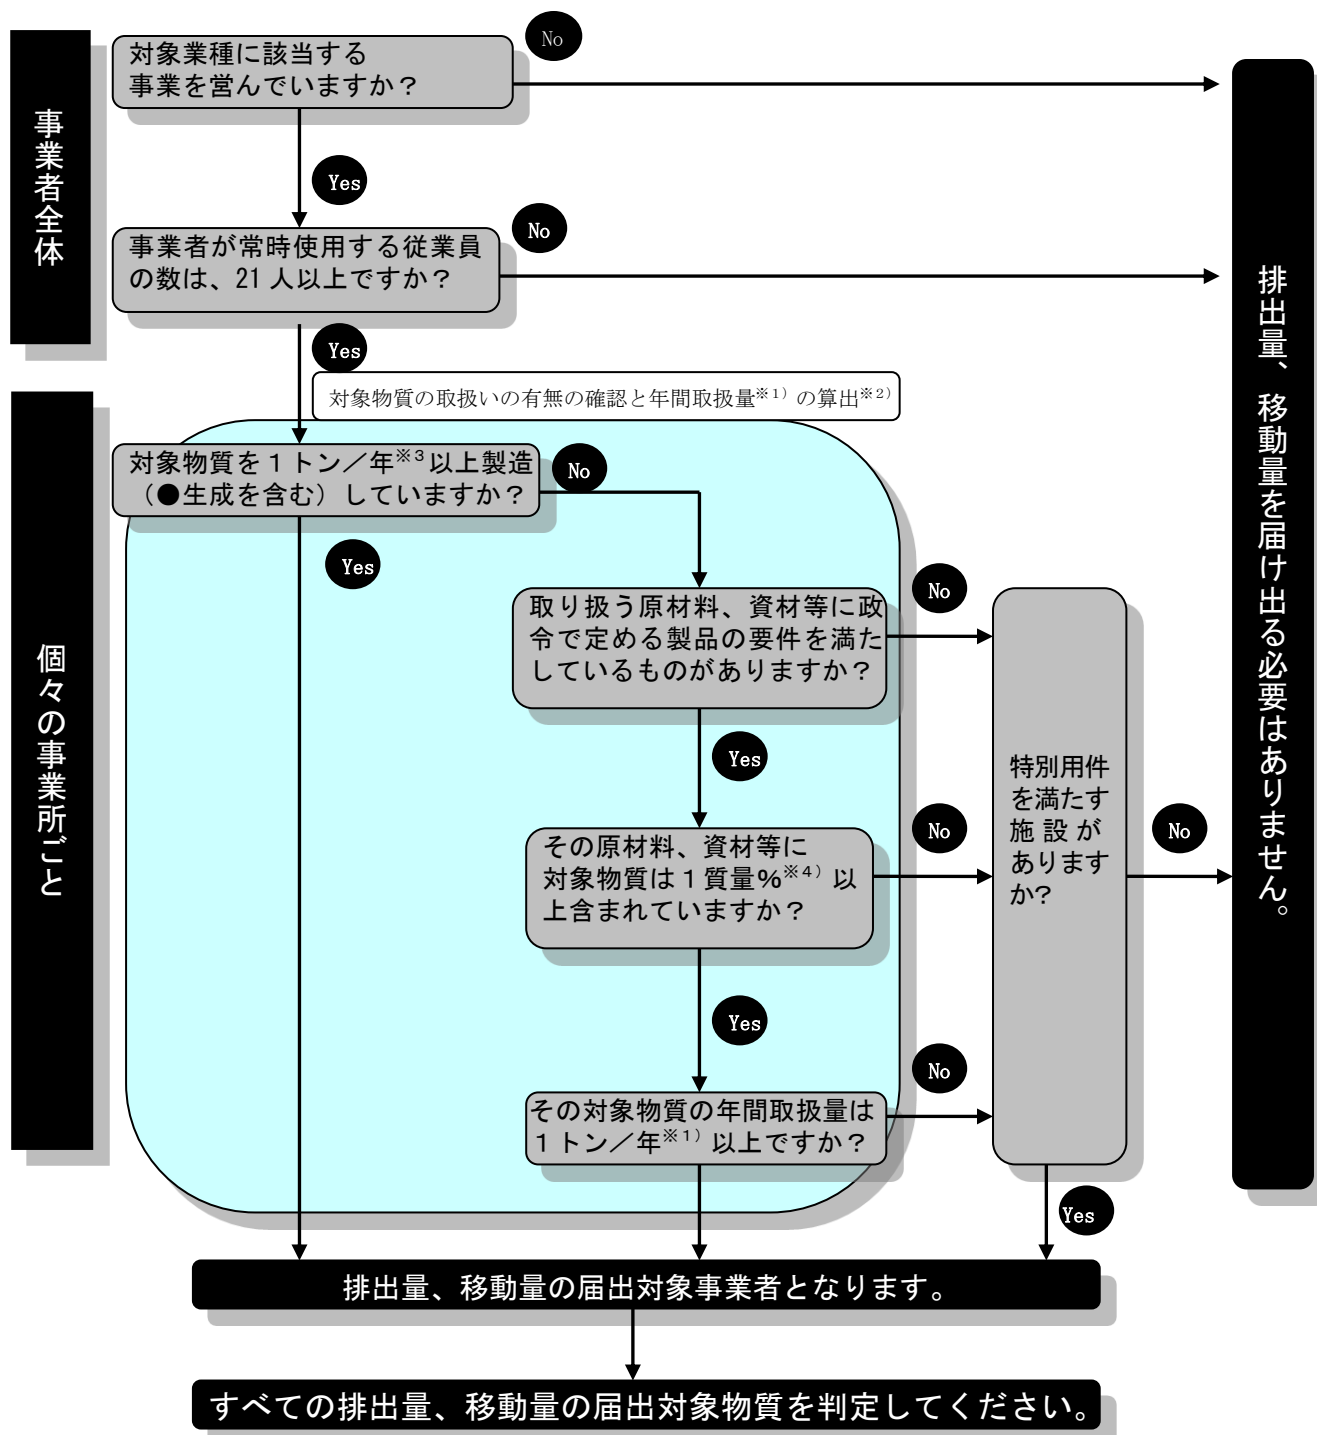 事業者全体
対象業種に該当する
事業を営んでいますか？
No
Yes
事業者が常時使用する従業員
の数は、21人以上ですか？
No
Yes
対象物質の取扱いの有無の確認と年間取扱量※1）の算出※2）
個々の事業所ごと
対象物質を１トン／年※3以上製造
（●生成を含む）していますか？
No
Yes
取り扱う原材料、資材等に政
令で定める製品の要件を満た
しているものがありますか？
No
Yes
その原材料、資材等に
対象物質は１質量％※4）以
上含まれていますか？
No
Yes
その対象物質の年間取扱量は
１トン／年※1）以上ですか？
No
特別用件
を満たす
施設が
あります
か？
No
Yes
排出量、移動量を届け出る必要はありません。
排出量、移動量の届出対象事業者となります。
すべての排出量、移動量の届出対象物質を判定してください。